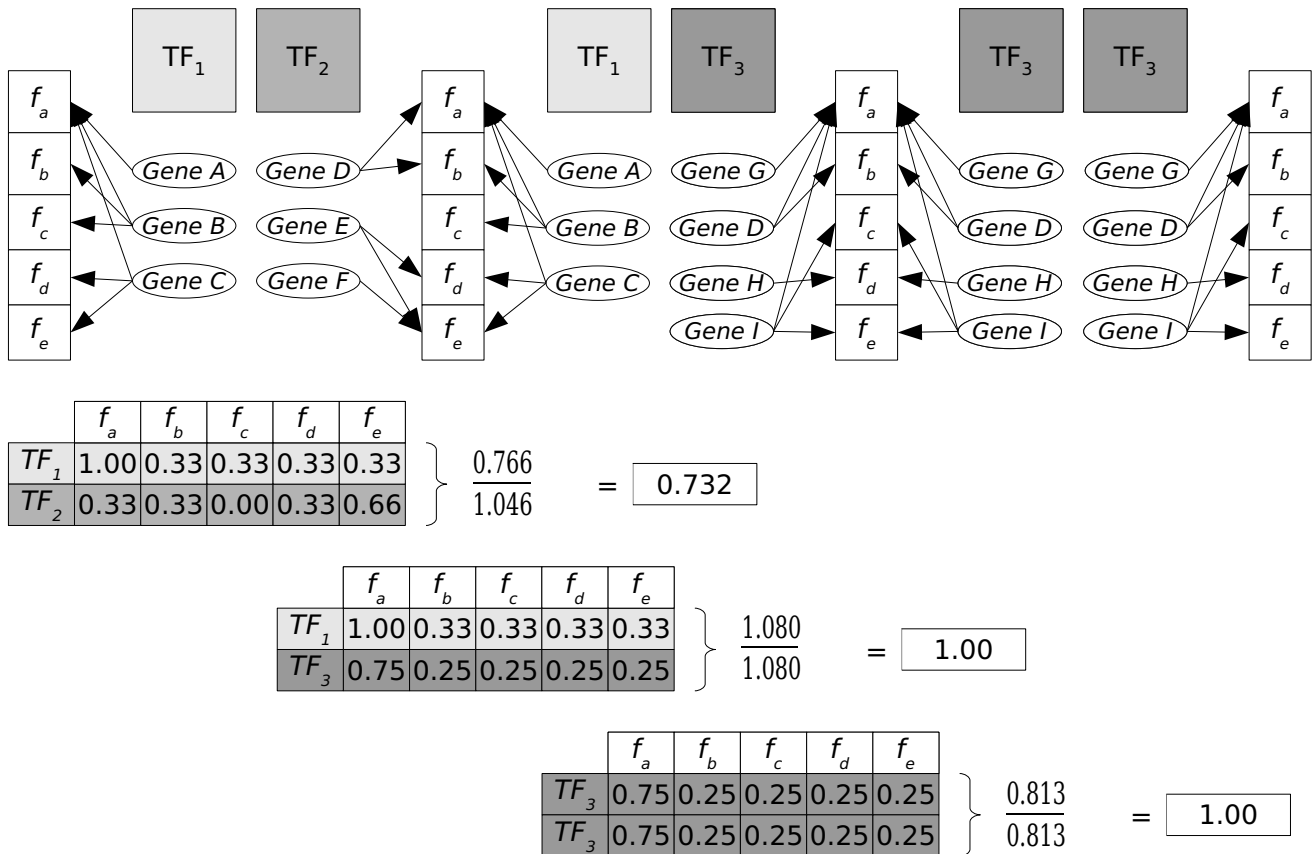 TF1 TF2 TF1 TF3 TF3 TF3
fa fa fa fa
fb Gene A Gene D fb Gene A Gene G fb Gene G Gene G fb
fc Gene B Gene E fc Gene B Gene D fc Gene D Gene D fc
fd Gene C Gene F fd Gene C Gene H fd Gene H Gene H fd
fe fe Gene I fe Gene I Gene I fe
fa fb fc fd fe
TF1 1.00 0.33 0.33 0.33 0.33
TF2 0.33 0.33 0.00 0.33 0.66
0.766
1.046
= 0.732
fa fb fc fd fe
TF1 1.00 0.33 0.33 0.33 0.33
TF3 0.75 0.25 0.25 0.25 0.25
1.080
1.080
= 1.00
fa fb fc fd fe
TF3 0.75 0.25 0.25 0.25 0.25
TF3 0.75 0.25 0.25 0.25 0.25
0.813
0.813
= 1.00